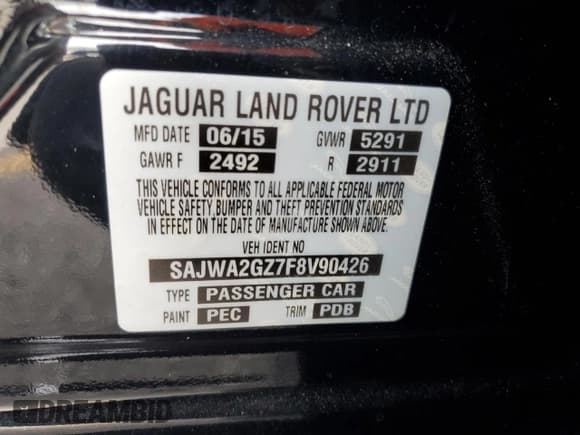 JAGUAR LAND ROVER LTD
MFD DATE 06/15 GVWR 5291
GAWR F 2492 R 2911
THIS VEHICLE CONFORMS TO ALL APPLICABLE FEDERAL MOTOR
VEHICLE SAFETY, BUMPER AND THEFT PREVENTION STANDARDS
IN EFFECT ON THE DATE OF MANUFACTURE SHOWN ABOVE.
VEH IDENT NO
SAJWA2GZ7F8V90426
TYPE PASSENGER CAR
PAINT PEC TRIM PDB
DREAMBID